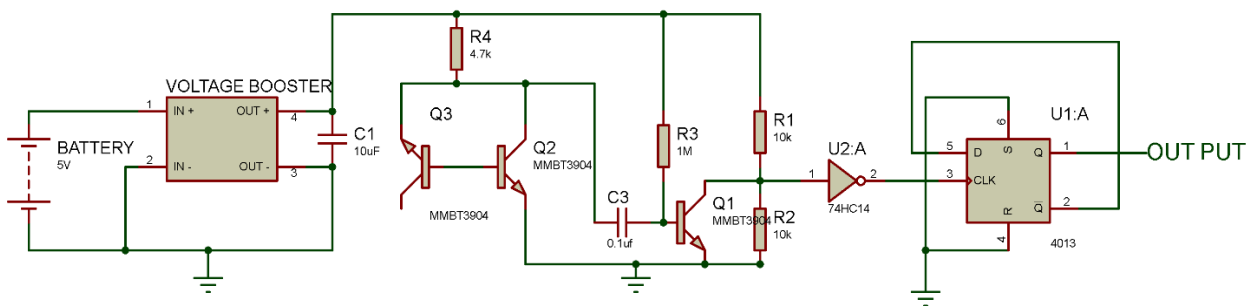 VOLTAGE BOOSTER
1
IN +
OUT +
4
2
IN -
OUT -
3
BATTERY
5V
C1
10uF
R4
4.7k
Q3
MMBT3904
Q2
MMBT3904
C3
0.1uf
R3
1M
Q1
MMBT3904
R1
10k
R2
10k
U2:A
1
2
74HC14
U1:A
6
5
D
S
Q
1
3
CLK
R
Q
2
4
4013
OUT PUT